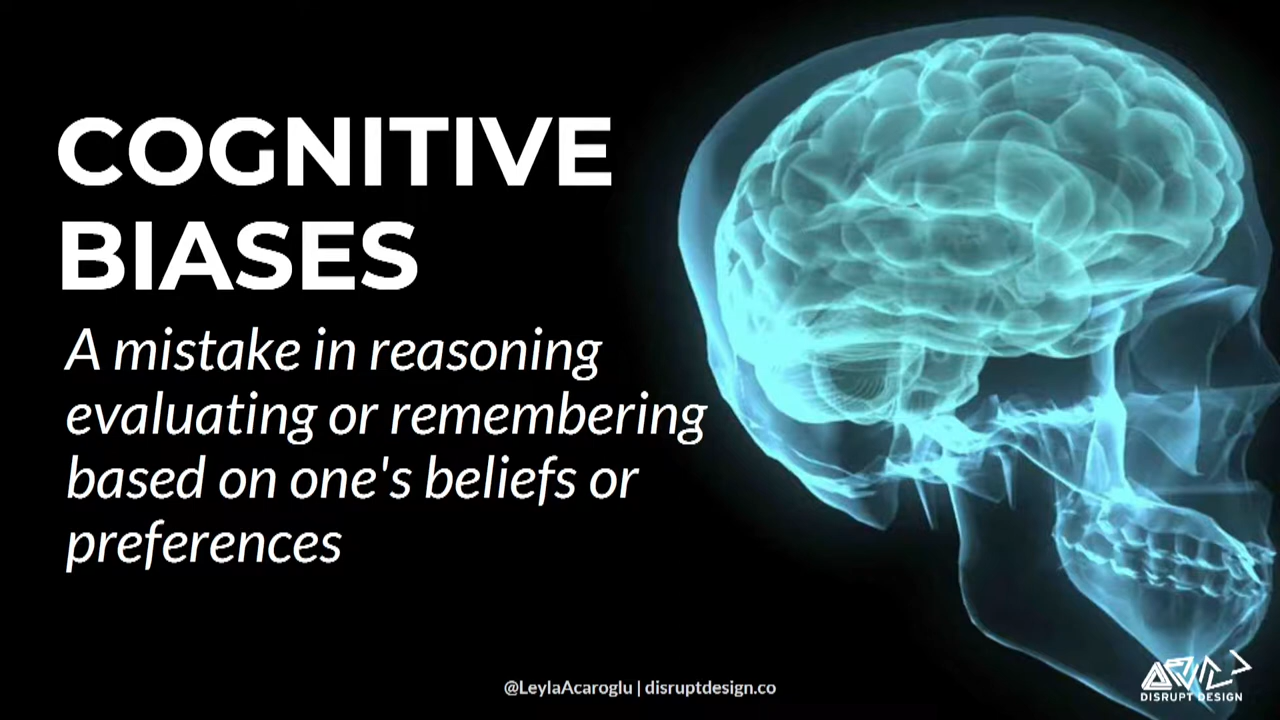 COGNITIVE
BIASES
A mistake in reasoning
evaluating or remembering
based on one's beliefs or
preferences
@LeylaAcaroglu | disruptdesign.co
DISRUPT DESIGN